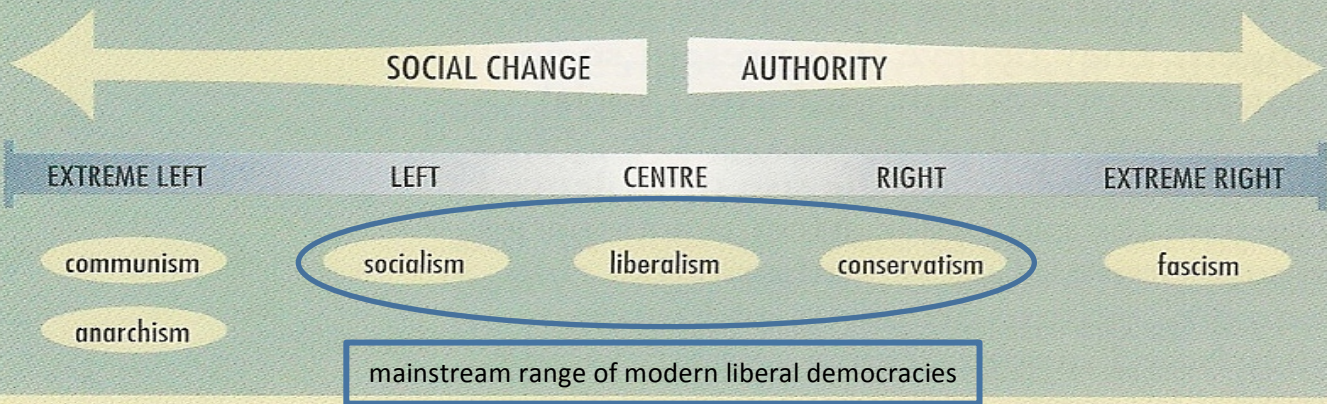 SOCIAL CHANGE AUTHORITY
EXTREME LEFT LEFT CENTRE RIGHT EXTREME RIGHT
communism socialism liberalism conservatism fascism
anarchism
mainstream range of modern liberal democracies